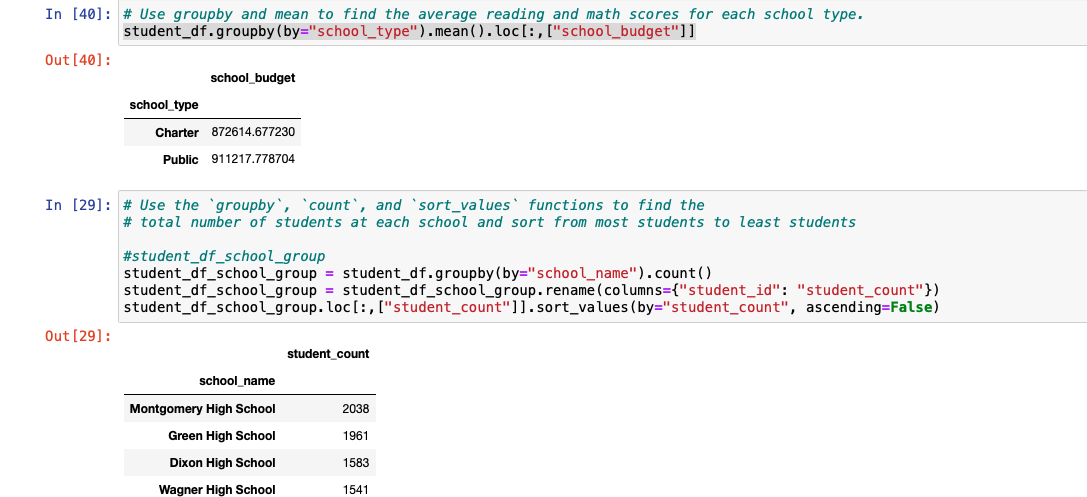 In [40]: # Use groupby and mean to find the average reading and math scores for each school type.
student_df.groupby(by="school_type").mean().loc[:,["school_budget"]]
Out[40]:
school_budget
school_type
Charter 872614.677230
Public 911217.778704
In [29]: # Use the `groupby`, `count`, and `sort_values` functions to find the
# total number of students at each school and sort from most students to least students
#student_df_school_group
student_df_school_group = student_df.groupby(by="school_name").count()
student_df_school_group = student_df_school_group.rename(columns={"student_id": "student_count"})
student_df_school_group.loc[:,["student_count"]].sort_values(by="student_count", ascending=False)
Out[29]:
student_count
school_name
Montgomery High School 2038
Green High School 1961
Dixon High School 1583
Wagner High School 1541